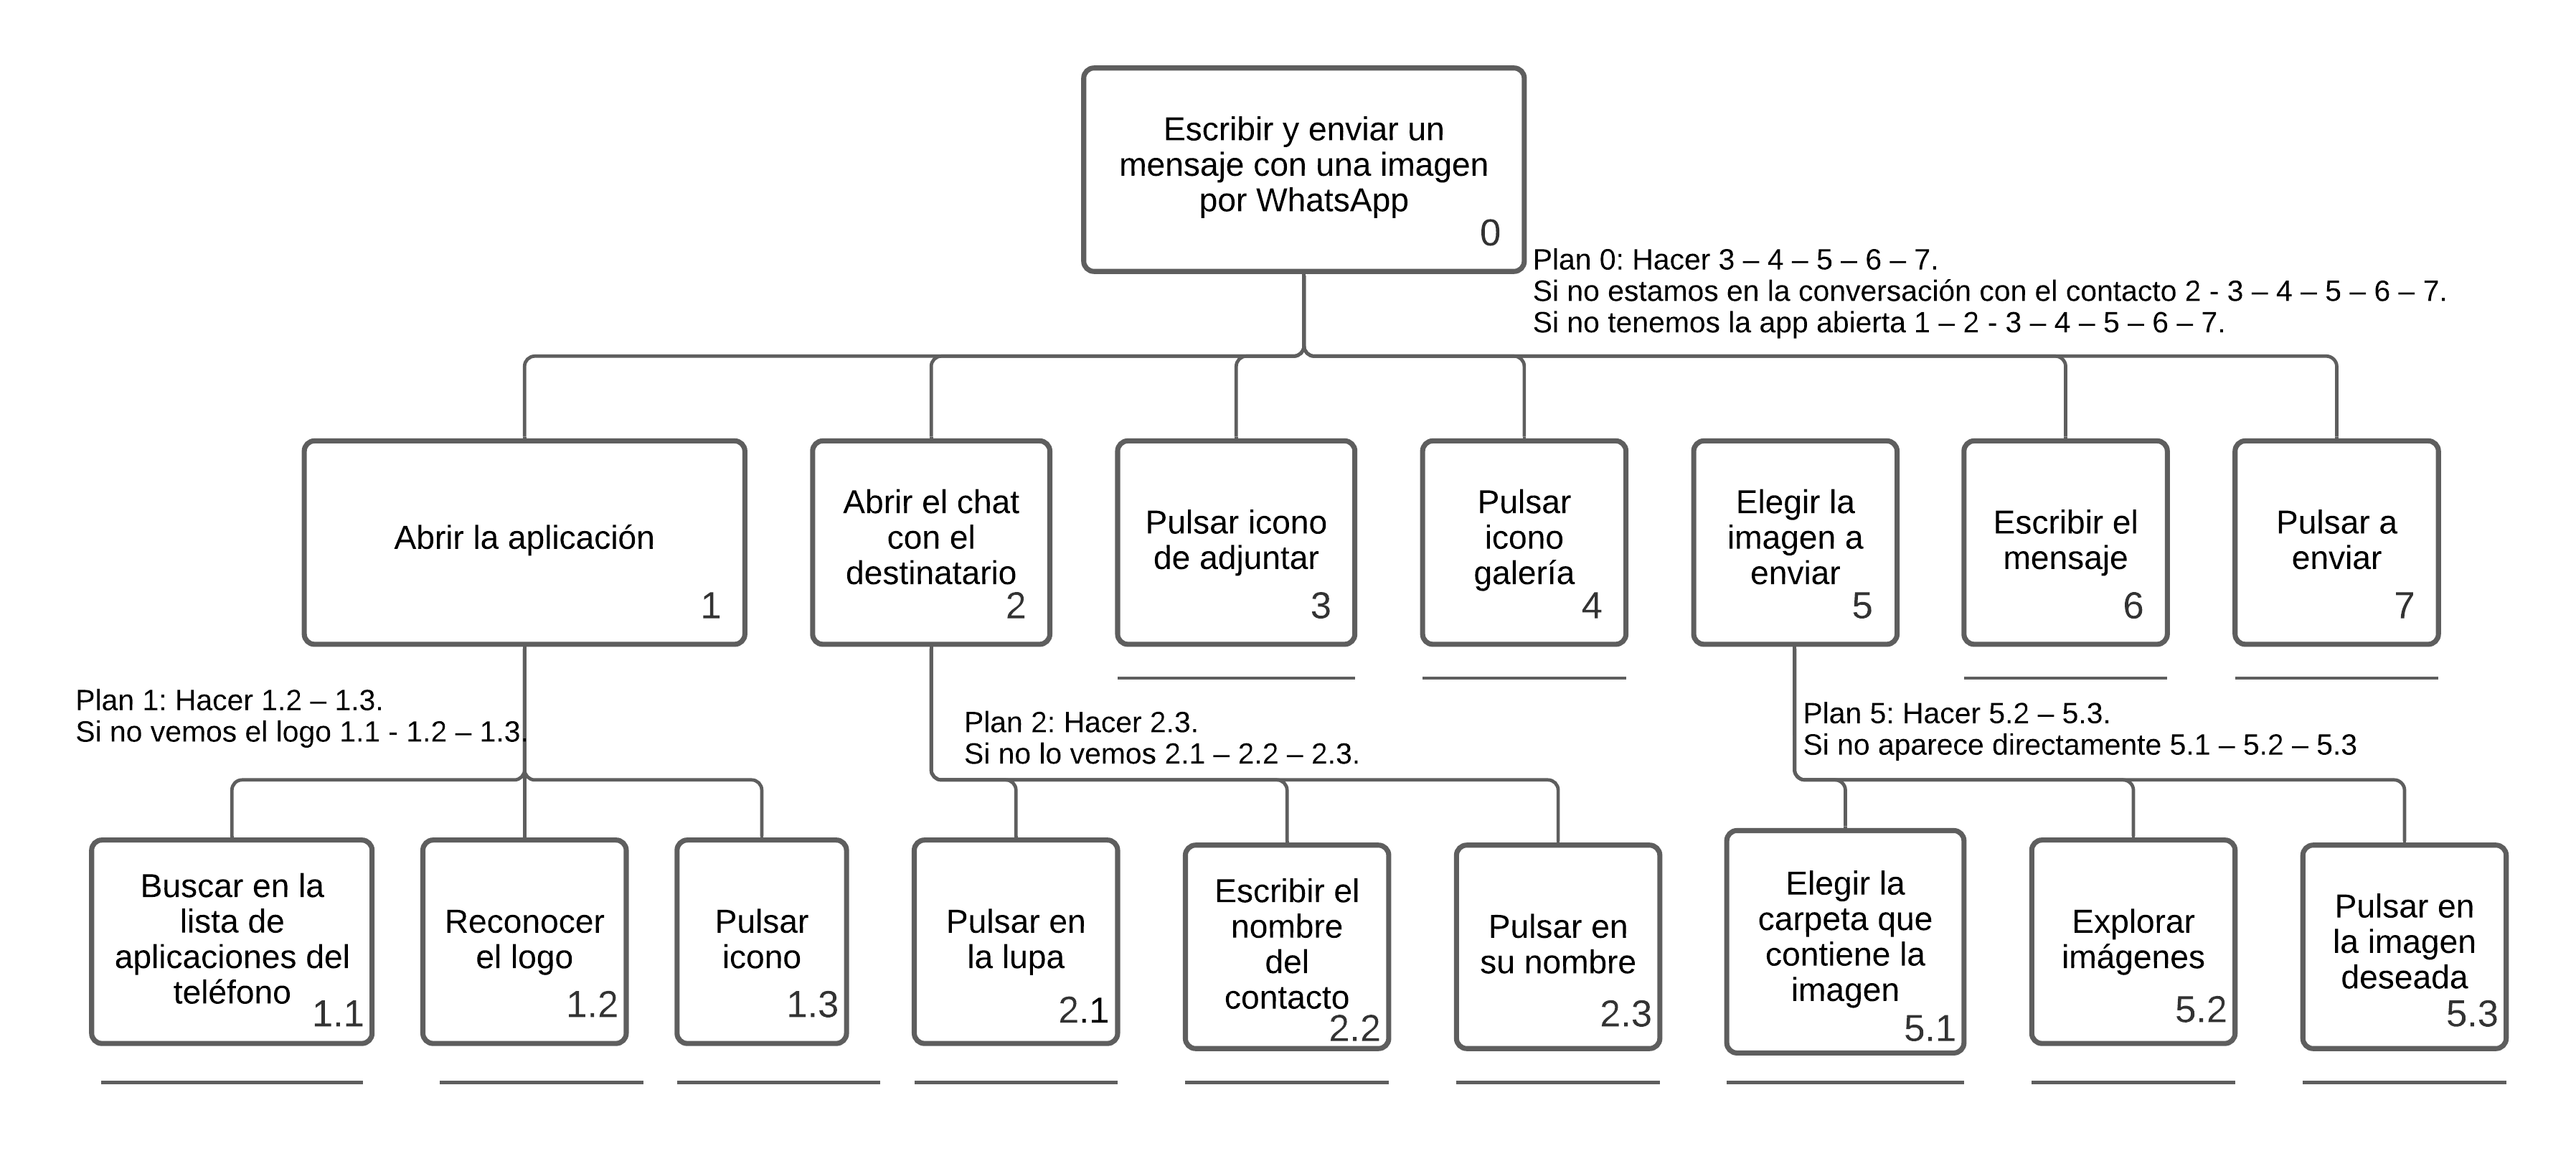 Escribir y enviar un
mensaje con una imagen
por WhatsApp
0
Plan 0: Hacer 3 – 4 – 5 – 6 – 7.
Si no estamos en la conversación con el contacto 2 - 3 – 4 – 5 – 6 – 7.
Si no tenemos la app abierta 1 – 2 - 3 – 4 – 5 – 6 – 7.
Abrir la aplicación
1
Abrir el chat
con el
destinatario
2
Pulsar icono
de adjuntar
3
Pulsar
icono
galería
4
Elegir la
imagen a
enviar
5
Escribir el
mensaje
6
Pulsar a
enviar
7
Plan 1: Hacer 1.2 – 1.3.
Si no vemos el logo 1.1 - 1.2 – 1.3.
Plan 2: Hacer 2.3.
Si no lo vemos 2.1 – 2.2 – 2.3.
Plan 5: Hacer 5.2 – 5.3.
Si no aparece directamente 5.1 – 5.2 – 5.3
Buscar en la
lista de
aplicaciones del
teléfono
1.1
Reconocer
el logo
1.2
Pulsar
icono
1.3
Pulsar en
la lupa
2.1
Escribir el
nombre
del
contacto
2.2
Pulsar en
su nombre
2.3
Elegir la
carpeta que
contiene la
imagen
5.1
Explorar
imágenes
5.2
Pulsar en
la imagen
deseada
5.3